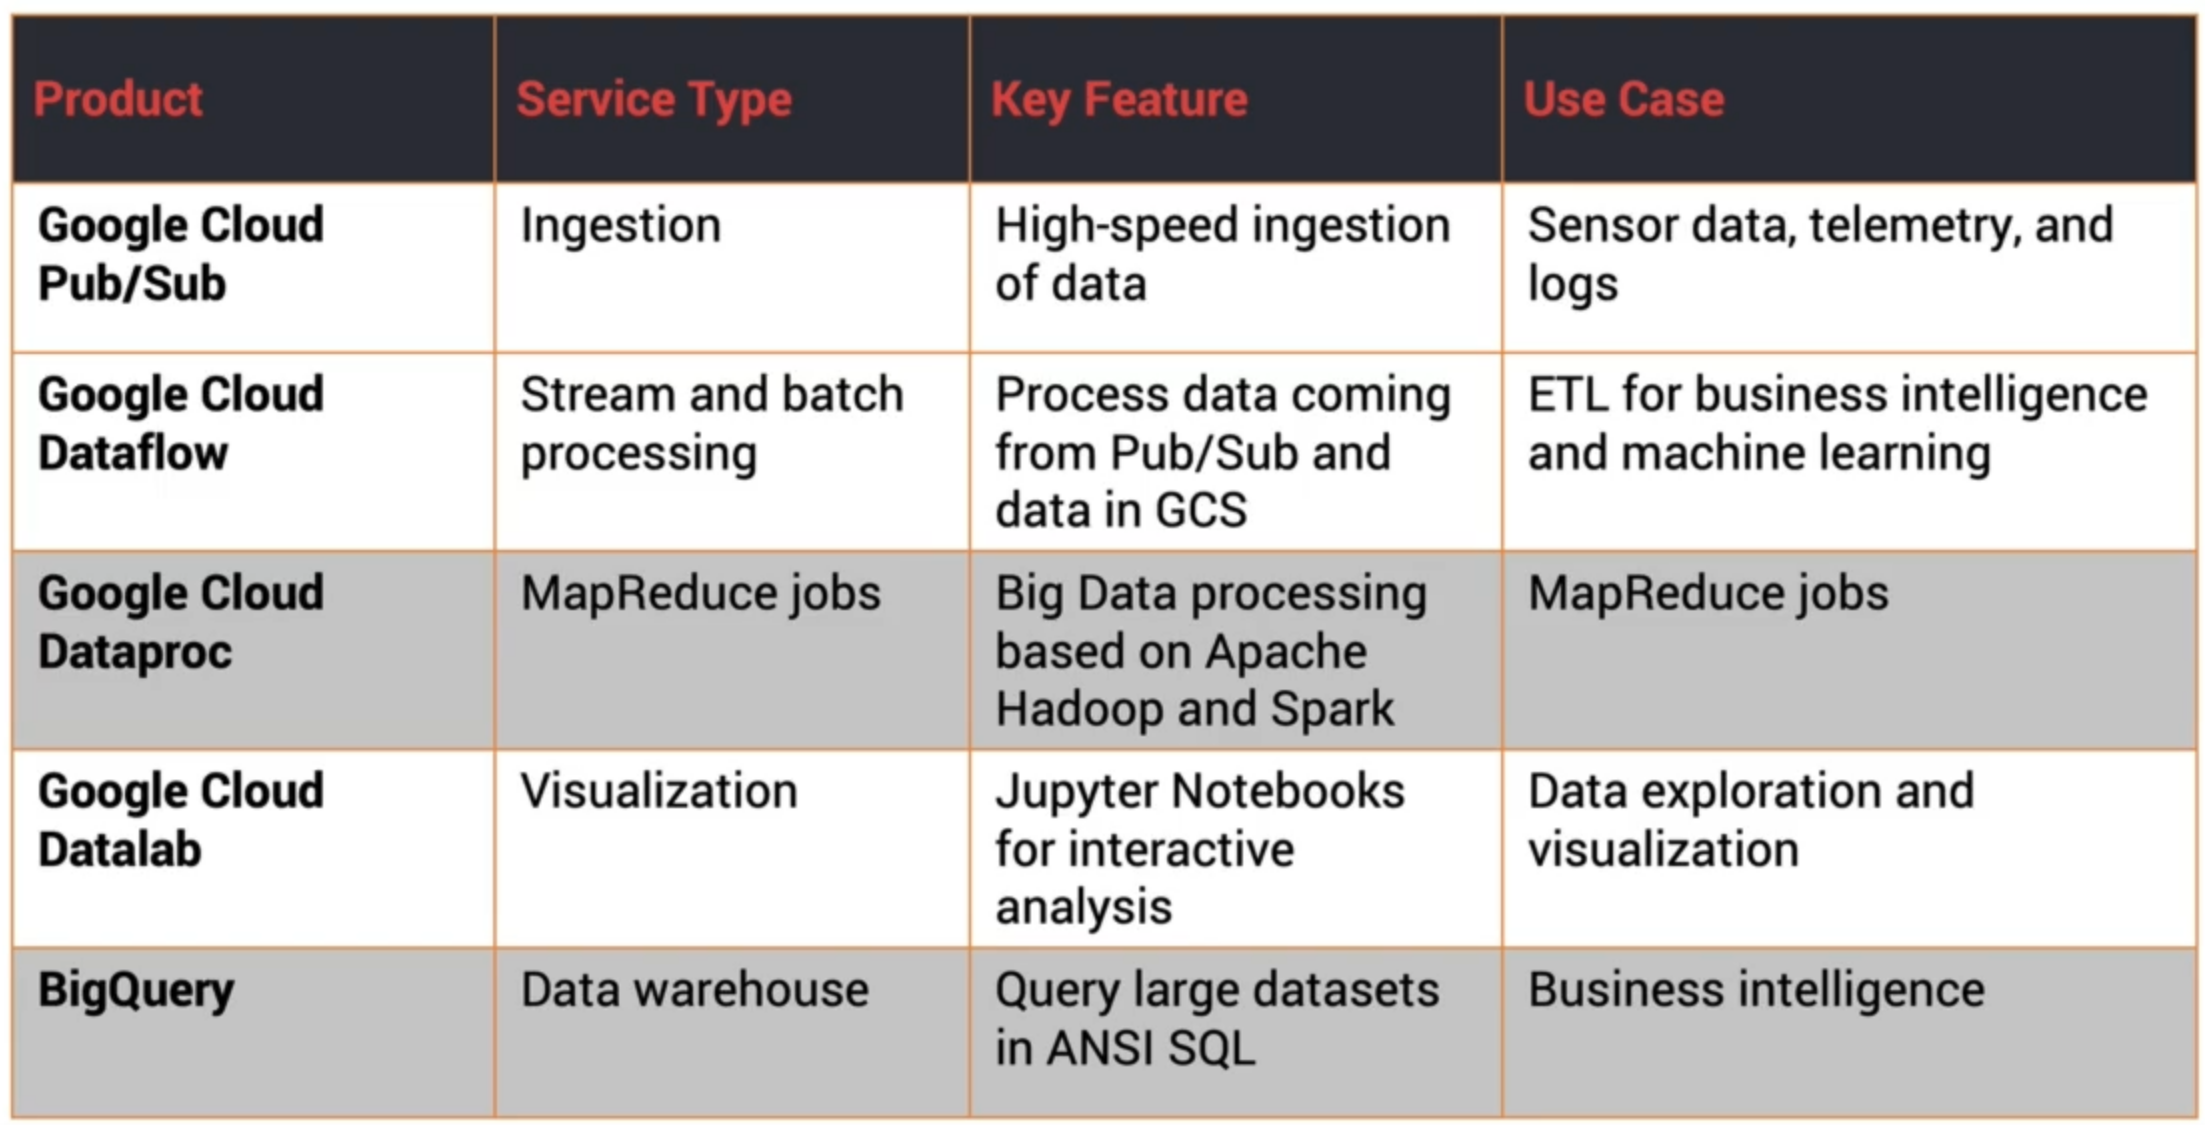 Product
Service Type
Key Feature
Use Case
Google Cloud
Pub/Sub
Ingestion
High-speed ingestion
of data
Sensor data, telemetry, and
logs
Google Cloud
Dataflow
Stream and batch
processing
Process data coming
from Pub/Sub and
data in GCS
ETL for business intelligence
and machine learning
Google Cloud
Dataproc
MapReduce jobs
Big Data processing
based on Apache
Hadoop and Spark
MapReduce jobs
Google Cloud
Datalab
Visualization
Jupyter Notebooks
for interactive
analysis
Data exploration and
visualization
BigQuery
Data warehouse
Query large datasets
in ANSI SQL
Business intelligence